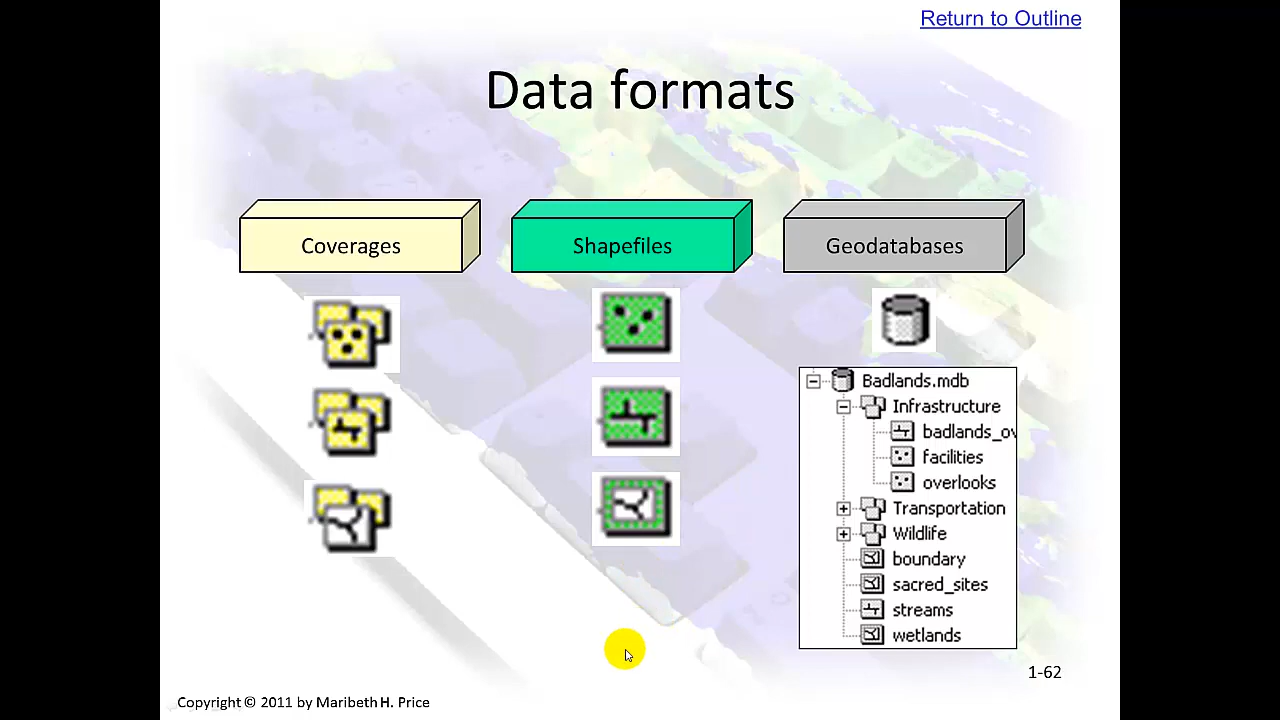 Return to Outline
Data formats
Coverages
Shapefiles
Geodatabases
Badlands.mdb
Infrastructure
badlands_ov
facilities
overlooks
Transportation
Wildlife
boundary
sacred_sites
streams
wetlands
1-62
Copyright © 2011 by Maribeth H. Price